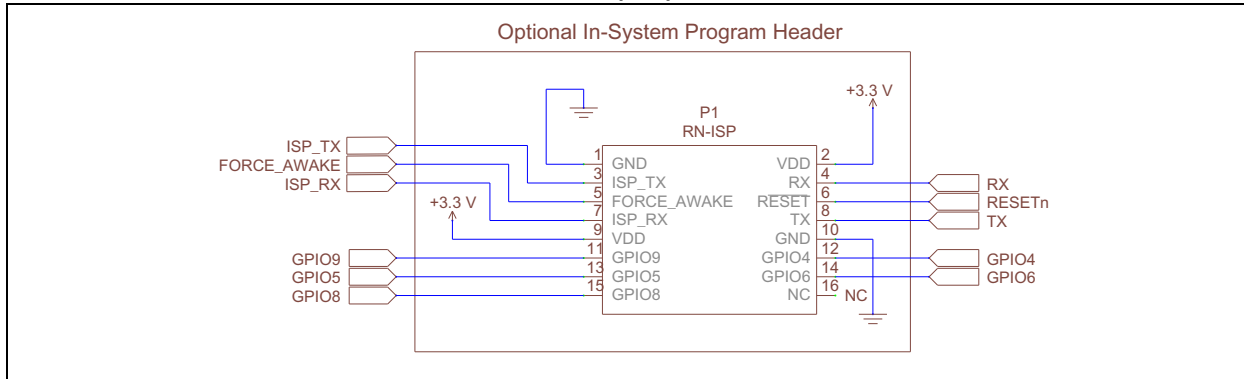 Optional In-System Program Header
+3.3 V
P1
RN-ISP
ISP_TX
FORCE_AWAKE
ISP_RX
+3.3 V
GPIO9
GPIO5
GPIO8
1 GND
3 ISP_TX
5 FORCE_AWAKE
7 ISP_RX
9 VDD
11 GPIO9
13 GPIO5
15 GPIO8
VDD 2
RX 4
RESET 6
TX 8
GND 10
GPIO4 12
GPIO6 14
NC 16
NC
RX
RESETn
TX
GPIO4
GPIO6